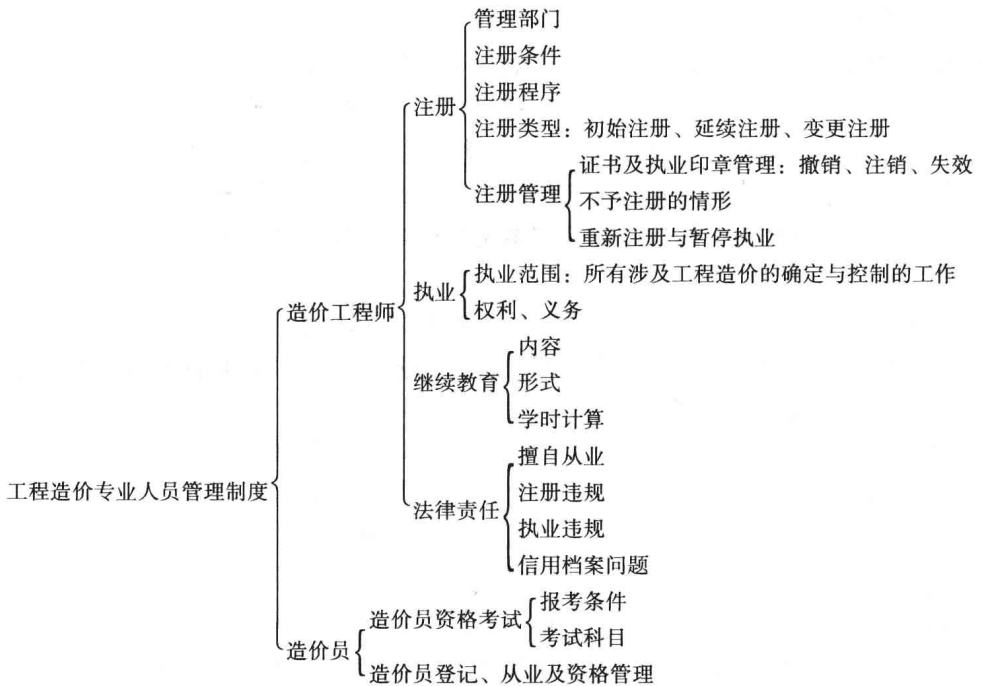 管理部门
注册条件
注册程序
注册
注册类型：初始注册、延续注册、变更注册
证书及执业印章管理：撤销、注销、失效
注册管理
不予注册的情形
重新注册与暂停执业
执业范围：所有涉及工程造价的确定与控制的工作
执业
权利、义务
造价工程师
内容
继续教育
形式
学时计算
擅自从业
注册违规
法律责任
执业违规
信用档案问题
工程造价专业人员管理制度
报考条件
造价员资格考试
考试科目
造价员
造价员登记、从业及资格管理